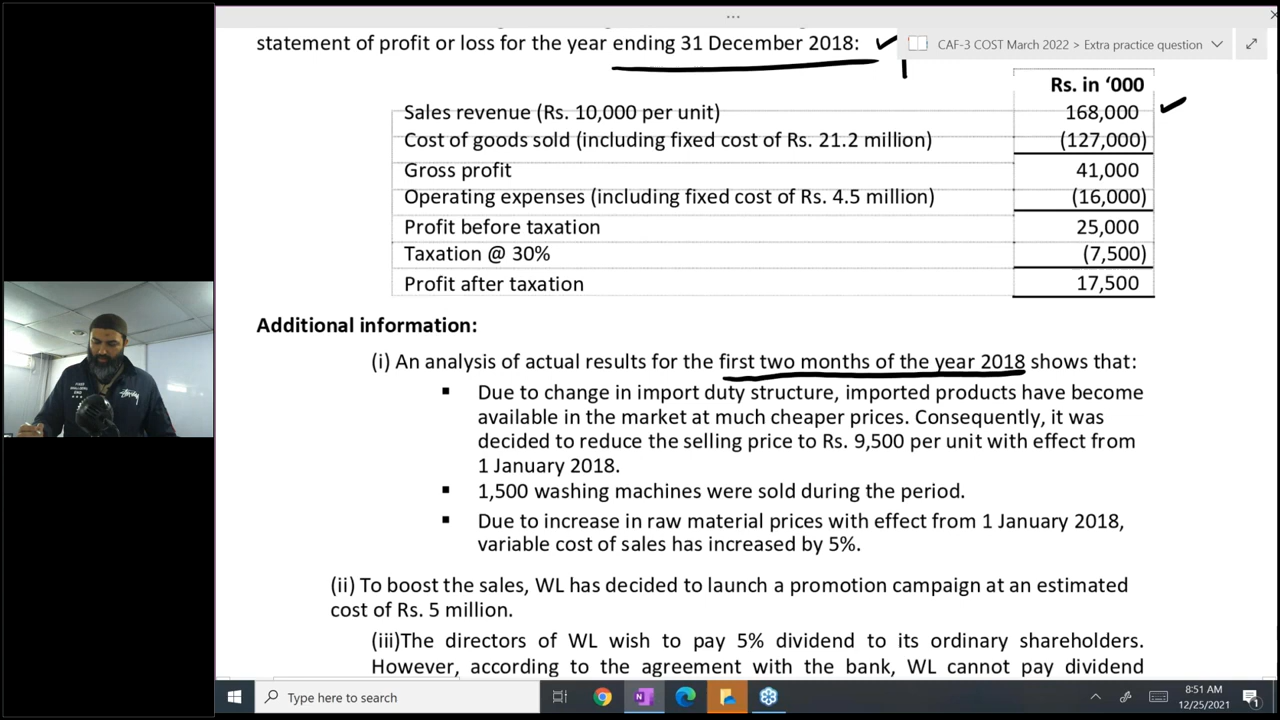 statement of profit or loss for the year ending 31 December 2018:
CAF-3 COST March 2022 > Extra practice question
Rs. in ‘000
Sales revenue (Rs. 10,000 per unit) 168,000
Cost of goods sold (including fixed cost of Rs. 21.2 million) (127,000)
Gross profit 41,000
Operating expenses (including fixed cost of Rs. 4.5 million) (16,000)
Profit before taxation 25,000
Taxation @ 30% (7,500)
Profit after taxation 17,500
Additional information:
(i) An analysis of actual results for the first two months of the year 2018 shows that:
▪ Due to change in import duty structure, imported products have become
available in the market at much cheaper prices. Consequently, it was
decided to reduce the selling price to Rs. 9,500 per unit with effect from
1 January 2018.
▪ 1,500 washing machines were sold during the period.
▪ Due to increase in raw material prices with effect from 1 January 2018,
variable cost of sales has increased by 5%.
(ii) To boost the sales, WL has decided to launch a promotion campaign at an estimated
cost of Rs. 5 million.
(iii)The directors of WL wish to pay 5% dividend to its ordinary shareholders.
However, according to the agreement with the bank, WL cannot pay dividend
Type here to search
8:51 AM
12/25/2021